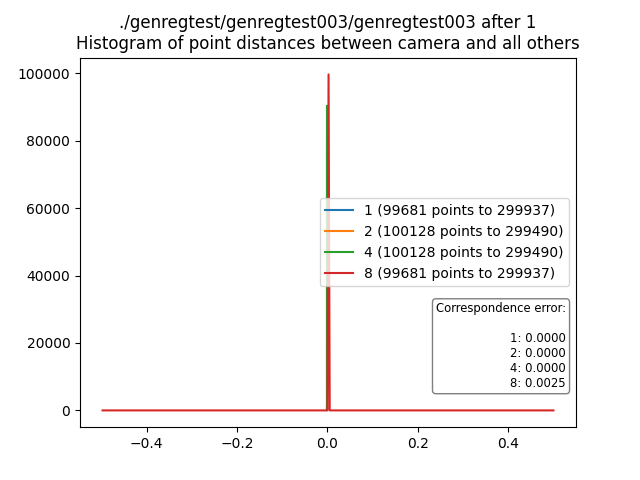 ./genregtest/genregtest003/genregtest003 after 1
Histogram of point distances between camera and all others
100000
80000
60000
40000
20000
0
1 (99681 points to 299937)
2 (100128 points to 299490)
4 (100128 points to 299490)
8 (99681 points to 299937)
Correspondence error:
1: 0.0000
2: 0.0000
4: 0.0000
8: 0.0025
−0.4 −0.2 0.0 0.2 0.4